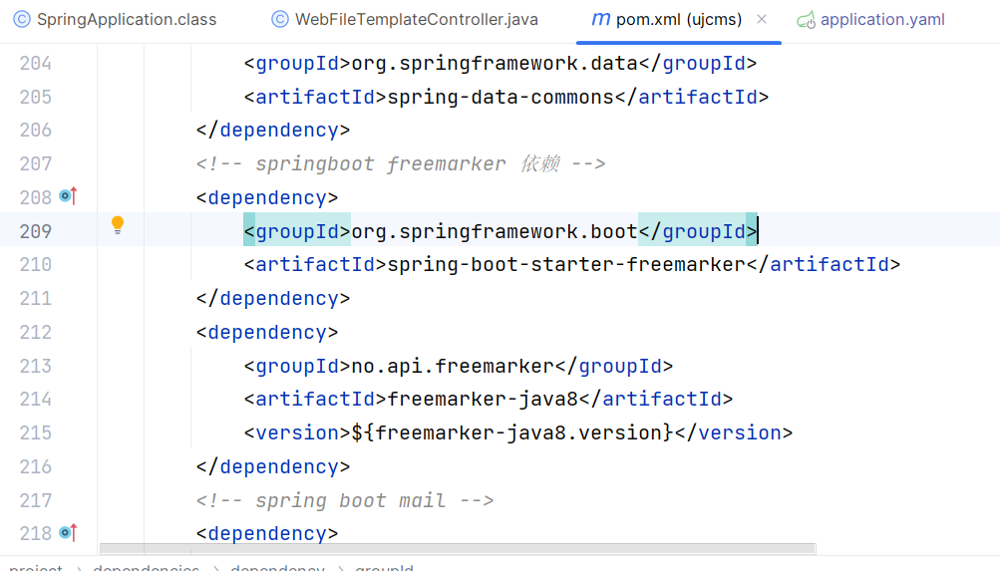 SpringApplication.class WebFileTemplateController.java pom.xml (ujcms) application.yaml
204 <groupId>org.springframework.data</groupId>
205 <artifactId>spring-data-commons</artifactId>
206 </dependency>
207 <!-- springboot freemarker 依赖 -->
208 <dependency>
209 <groupId>org.springframework.boot</groupId>
210 <artifactId>spring-boot-starter-freemarker</artifactId>
211 </dependency>
212 <dependency>
213 <groupId>no.api.freemarker</groupId>
214 <artifactId>freemarker-java8</artifactId>
215 <version>${freemarker-java8.version}</version>
216 </dependency>
217 <!-- spring boot mail -->
218 <dependency>
project > dependencies > dependency > groupId